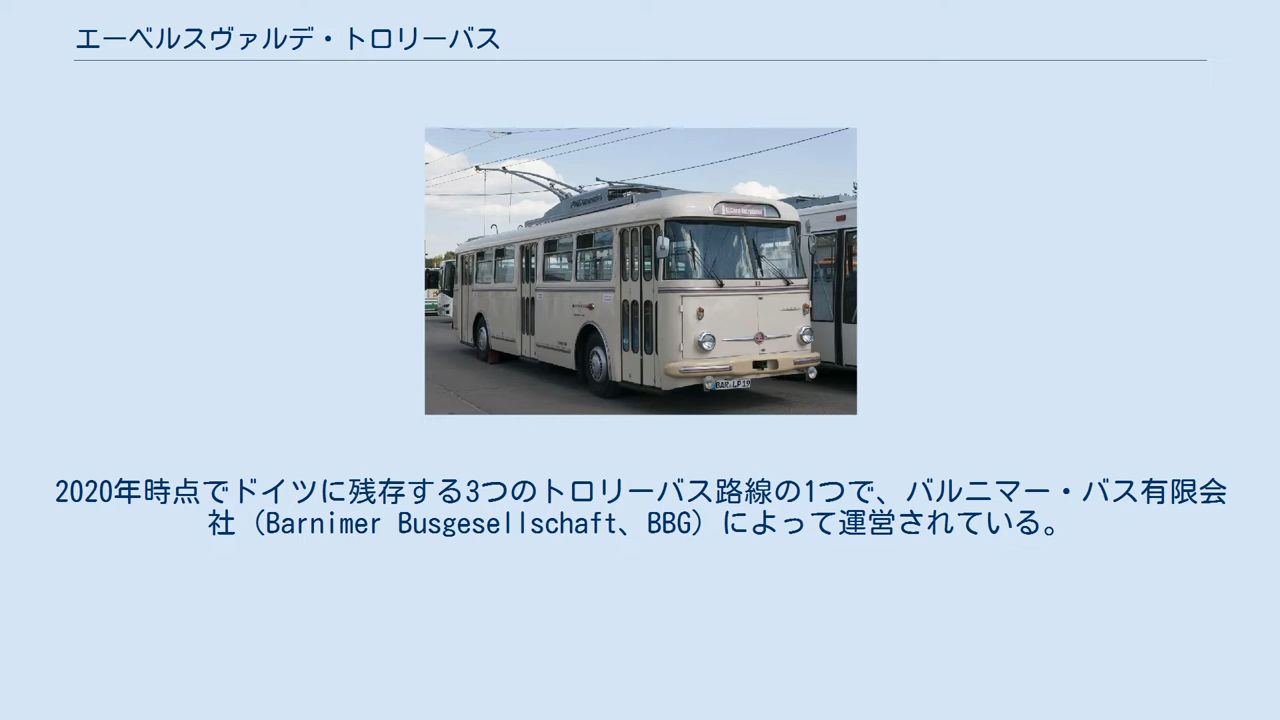 エーベルスヴァルデ・トロリーバス
BAR-LP19
2020年時点でドイツに残存する3つのトロリーバス路線の1つで、バルニマー・バス有限会
社（Barnimer Busgesellschaft、BBG）によって運営されている。